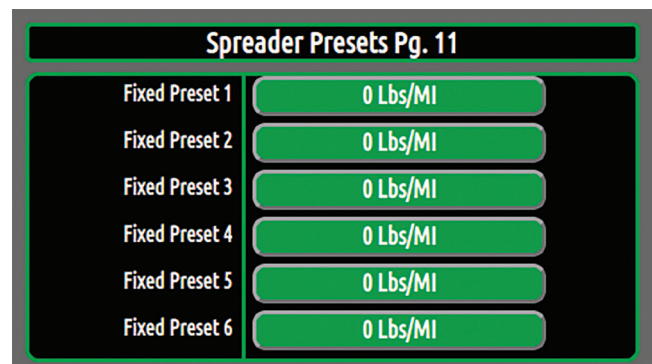 Spreader Presets Pg. 11
Fixed Preset 1 0 Lbs/MI
Fixed Preset 2 0 Lbs/MI
Fixed Preset 3 0 Lbs/MI
Fixed Preset 4 0 Lbs/MI
Fixed Preset 5 0 Lbs/MI
Fixed Preset 6 0 Lbs/MI